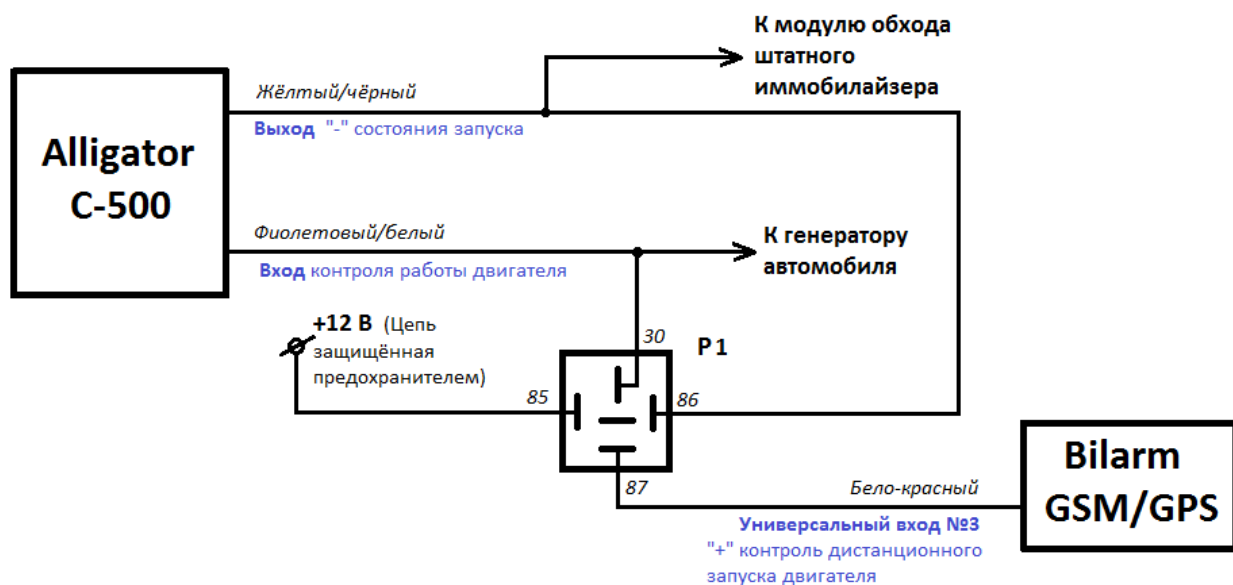 К модулю обхода
штатного
иммобилайзера
Жёлтый/чёрный
Выход "-" состояния запуска
Alligator
C-500
Фиолетовый/белый
Вход контроля работы двигателя
К генератору
автомобиля
+12 В (Цепь
защищённая
предохранителем)
30
P1
85
86
87
Бело-красный
Bilarm
GSM/GPS
Универсальный вход №3
"+" контроль дистанционного
запуска двигателя